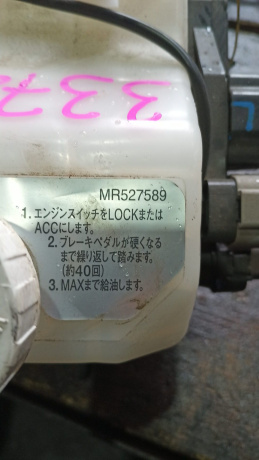 337
MR527589
1. エンジンスイッチをLOCKまたは
ACCにします。
2. ブレーキペダルが硬くなる
まで繰り返して踏みます。
(約40回)
3. MAXまで給油します。